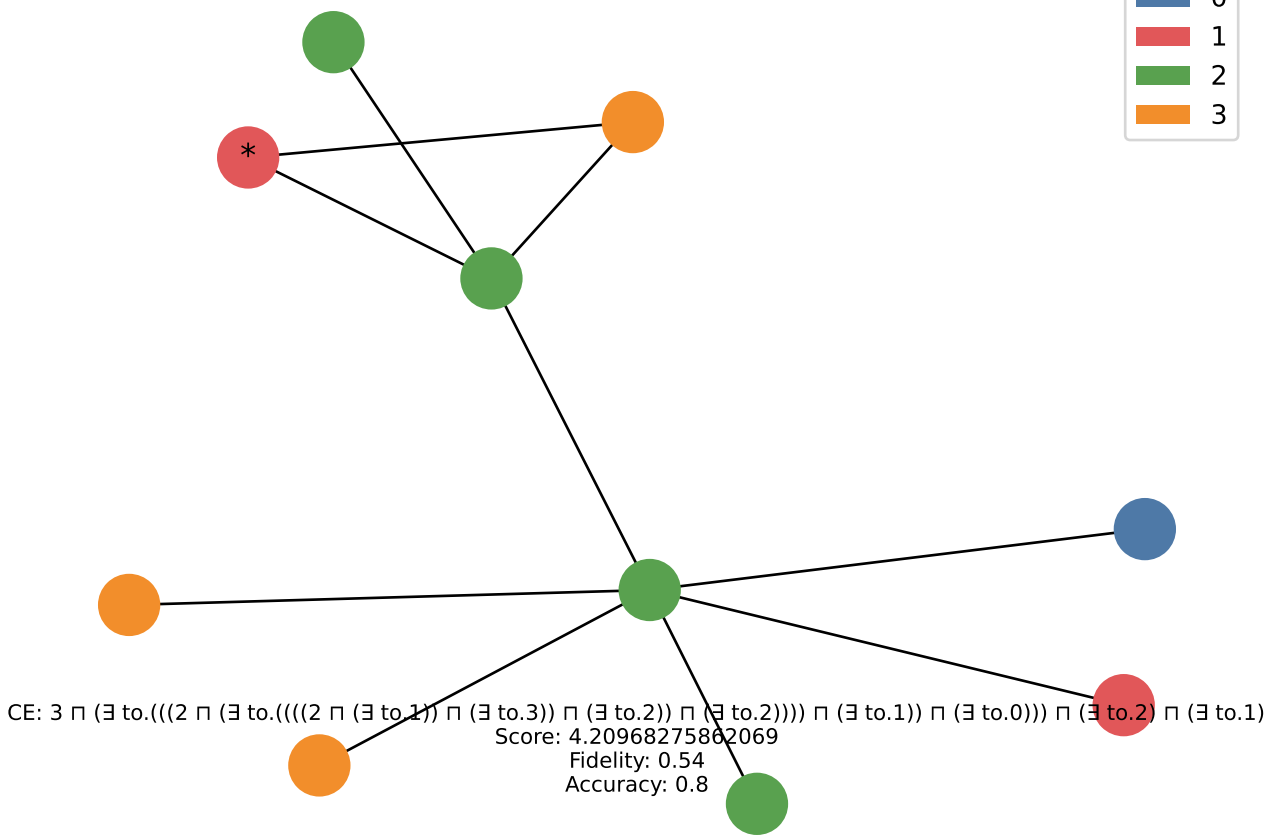 0
1
2
3
*
CE: 3 ⊓ (∃ to.(((2 ⊓ (∃ to.((((2 ⊓ (∃ to.1)) ⊓ (∃ to.3)) ⊓ (∃ to.2)) ⊓ (∃ to.2)))) ⊓ (∃ to.1)) ⊓ (∃ to.0))) ⊓ (∃ to.2) ⊓ (∃ to.1)
Score: 4.20968275862069
Fidelity: 0.54
Accuracy: 0.8